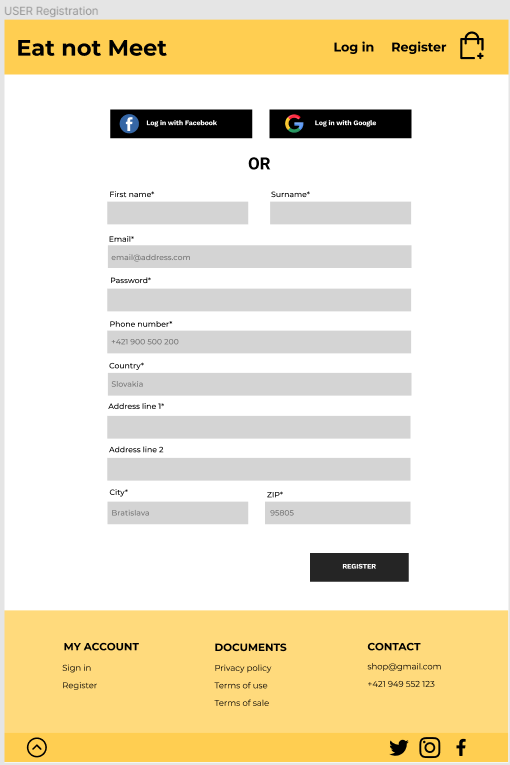 USER Registration
Eat not Meet
Log in Register
Log in with Facebook
Log in with Google
OR
First name* Surname*
Email*
email@address.com
Password*
Phone number*
+421 900 500 200
Country*
Slovakia
Address line 1*
Address line 2
City* ZIP*
Bratislava 95805
REGISTER
MY ACCOUNT
Sign in
Register
DOCUMENTS
Privacy policy
Terms of use
Terms of sale
CONTACT
shop@gmail.com
+421 949 552 123